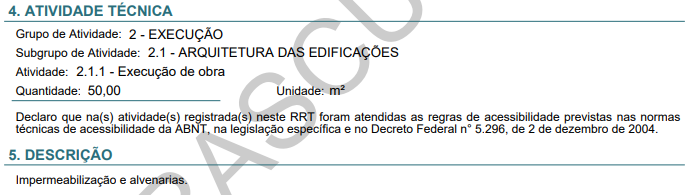 4. ATIVIDADE TÉCNICA
Grupo de Atividade: 2 - EXECUÇÃO
Subgrupo de Atividade: 2.1 - ARQUITETURA DAS EDIFICAÇÕES
Atividade: 2.1.1 - Execução de obra
Quantidade: 50,00 Unidade: m²
Declaro que na(s) atividade(s) registrada(s) neste RRT foram atendidas as regras de acessibilidade previstas nas normas
técnicas de acessibilidade da ABNT, na legislação específica e no Decreto Federal n° 5.296, de 2 de dezembro de 2004.
5. DESCRIÇÃO
Impermeabilização e alvenarias.
RASCU